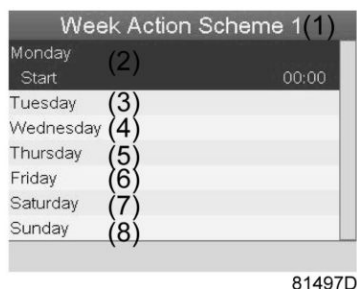 Week Action Scheme 1(1)
Monday (2)
Start 00:00
Tuesday (3)
Wednesday (4)
Thursday (5)
Friday (6)
Saturday (7)
Sunday (8)
81497D